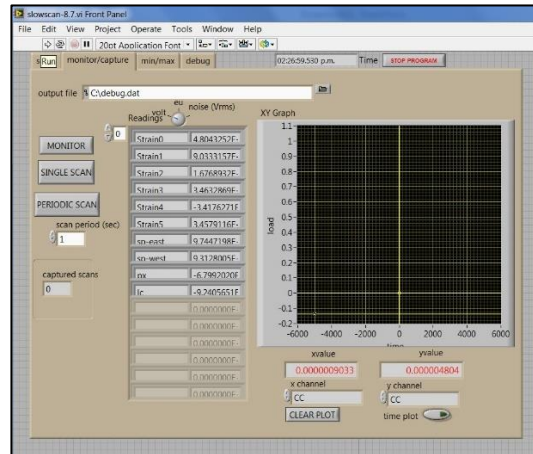 slowscan-8.7.vi Front Panel
File Edit View Project Operate Tools Window Help
20pt Application Font
Run monitor/capture min/max debug 02:26:59.530 p.m. Time STOP PROGRAM
output file C:\debug.dat
volt eu noise (Vrms)
Readings
0
MONITOR
SINGLE SCAN
PERIODIC SCAN
scan period (sec)
1
captured scans
0
Strain0 4.8043252E-
Strain1 9.0333157E-
Strain2 1.6768932E-
Strain3 3.4632869E-
Strain4 -3.4176271E
Strain5 3.4579116E-
sp-east 9.7447198E-
sp-west 9.3128005E-
px -6.7992020E
lc -9.2405651E
0.0000000E-
0.0000000E-
0.0000000E-
0.0000000E-
0.0000000E-
0.0000000E-
XY Graph
1.1
1
0.9
0.8
0.7
0.6
0.5
0.4
0.3
0.2
0.1
0
-0.1
-0.2
load
-6000 -4000 -2000 0 2000 4000 6000
time
xvalue yvalue
0.0000009033 0.000004804
x channel y channel
CC CC
CLEAR PLOT time plot